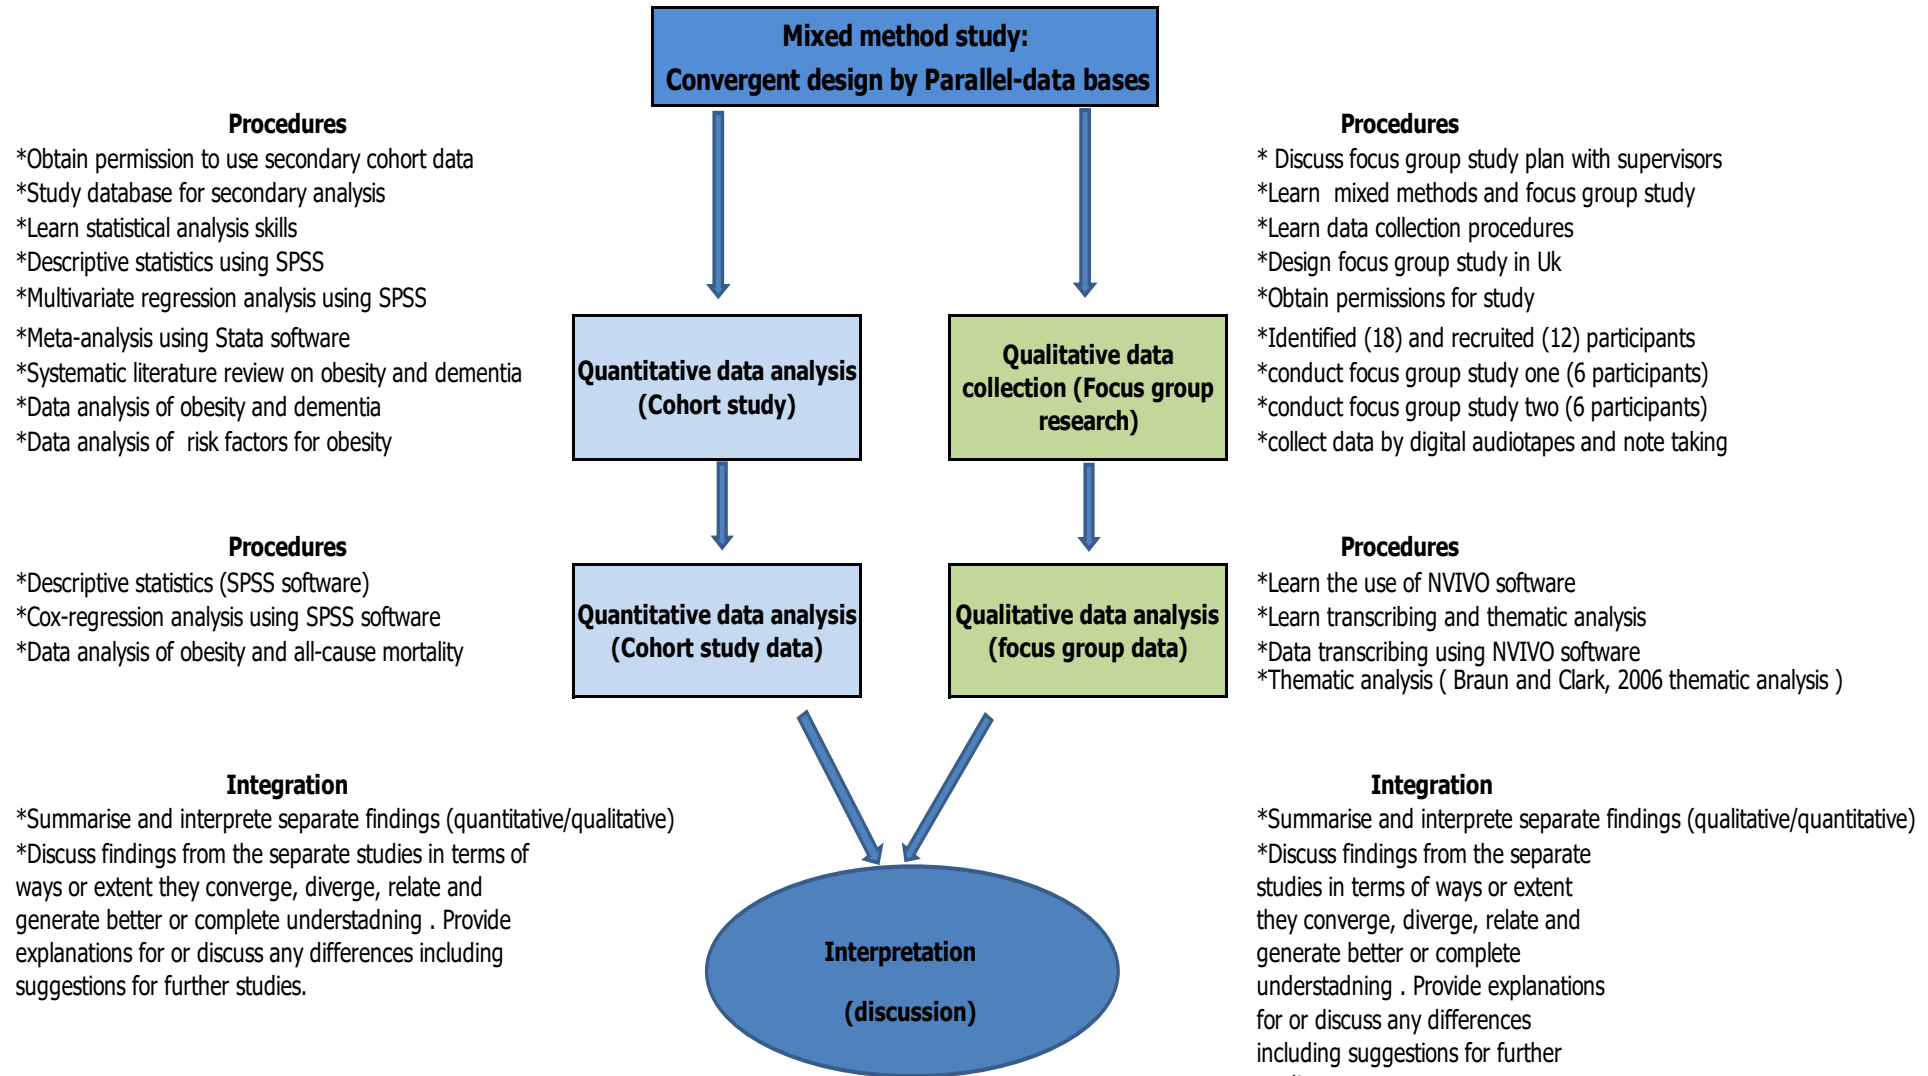 Mixed method study:
Convergent design by Parallel-data bases
Procedures
*Obtain permission to use secondary cohort data
*Study database for secondary analysis
*Learn statistical analysis skills
*Descriptive statistics using SPSS
*Multivariate regression analysis using SPSS
*Meta-analysis using Stata software
*Systematic literature review on obesity and dementia
*Data analysis of obesity and dementia
*Data analysis of  risk factors for obesity
Quantitative data analysis
(Cohort study)
Qualitative data
collection (Focus group
research)
Procedures
* Discuss focus group study plan with supervisors
*Learn  mixed methods and focus group study
*Learn data collection procedures
*Design focus group study in Uk
*Obtain permissions for study
*Identified (18) and recruited (12) participants
*conduct focus group study one (6 participants)
*conduct focus group study two (6 participants)
*collect data by digital audiotapes and note taking
Procedures
*Descriptive statistics (SPSS software)
*Cox-regression analysis using SPSS software
*Data analysis of obesity and all-cause mortality
Quantitative data analysis
(Cohort study data)
Qualitative data analysis
(focus group data)
Procedures
*Learn the use of NVIVO software
*Learn transcribing and thematic analysis
*Data transcribing using NVIVO software
*Thematic analysis ( Braun and Clark, 2006 thematic analysis )
Integration
*Summarise and interprete separate findings (quantitative/qualitative)
*Discuss findings from the separate studies in terms of
ways or extent they converge, diverge, relate and
generate better or complete understadning . Provide
explanations for or discuss any differences including
suggestions for further studies.
Interpretation
(discussion)
Integration
*Summarise and interprete separate findings (qualitative/quantitative)
*Discuss findings from the separate
studies in terms of ways or extent
they converge, diverge, relate and
generate better or complete
understadning . Provide explanations
for or discuss any differences
including suggestions for further